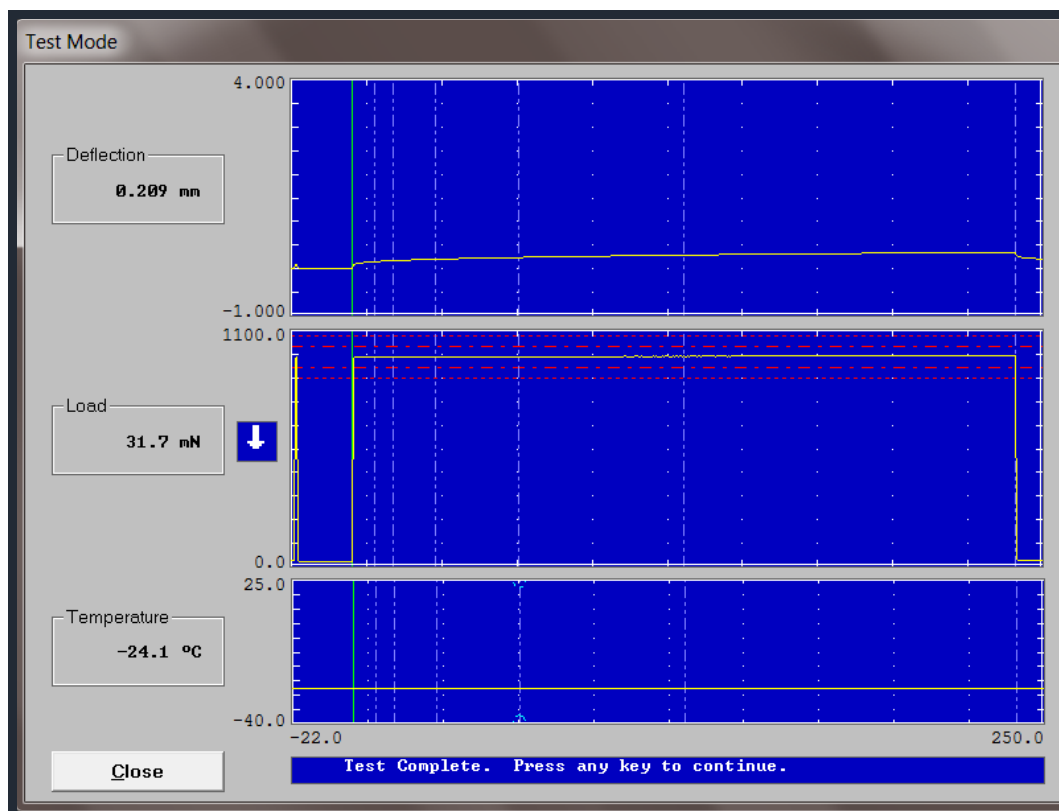 Test Mode
4.000
Deflection
0.209 mm
-1.000
1100.0
Load
31.7 mN
0.0
25.0
Temperature
-24.1 ºC
-40.0
-22.0 250.0
Close
Test Complete. Press any key to continue.